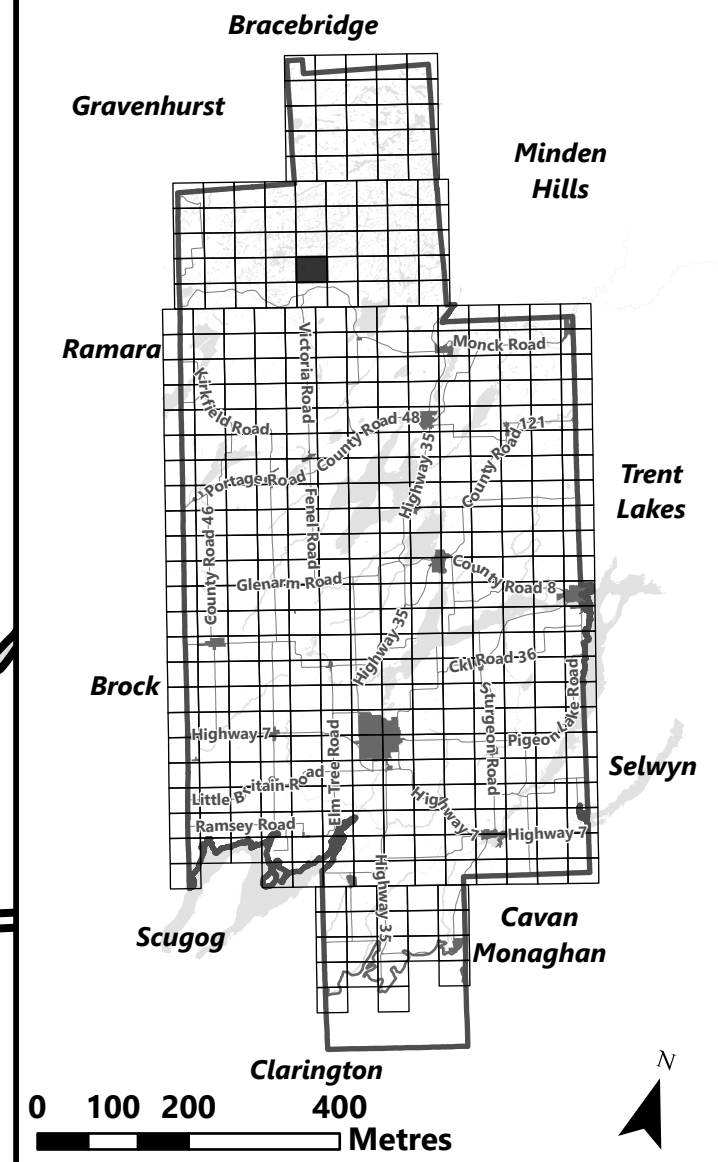 Bracebridge
Gravenhurst
Minden
Hills
Ramara
Monck Road
Victoria Road
Kirkfield Road
County Road 48
County Road 121
Highway 35
Portage Road
Trent
Lakes
Fenel Road
County Road 46
Glenarm Road
County Road 8
Highway 35
Ckl Road 36
Brock
Sturgeon Road
Pigeon Lake Road
Highway 7
Elm Tree Road
Selwyn
Little Britain Road
Highway 7
Ramsey Road
Highway 7
Highway 35
Scugog
Cavan
Monaghan
Clarington
N
0 100 200 400
Metres